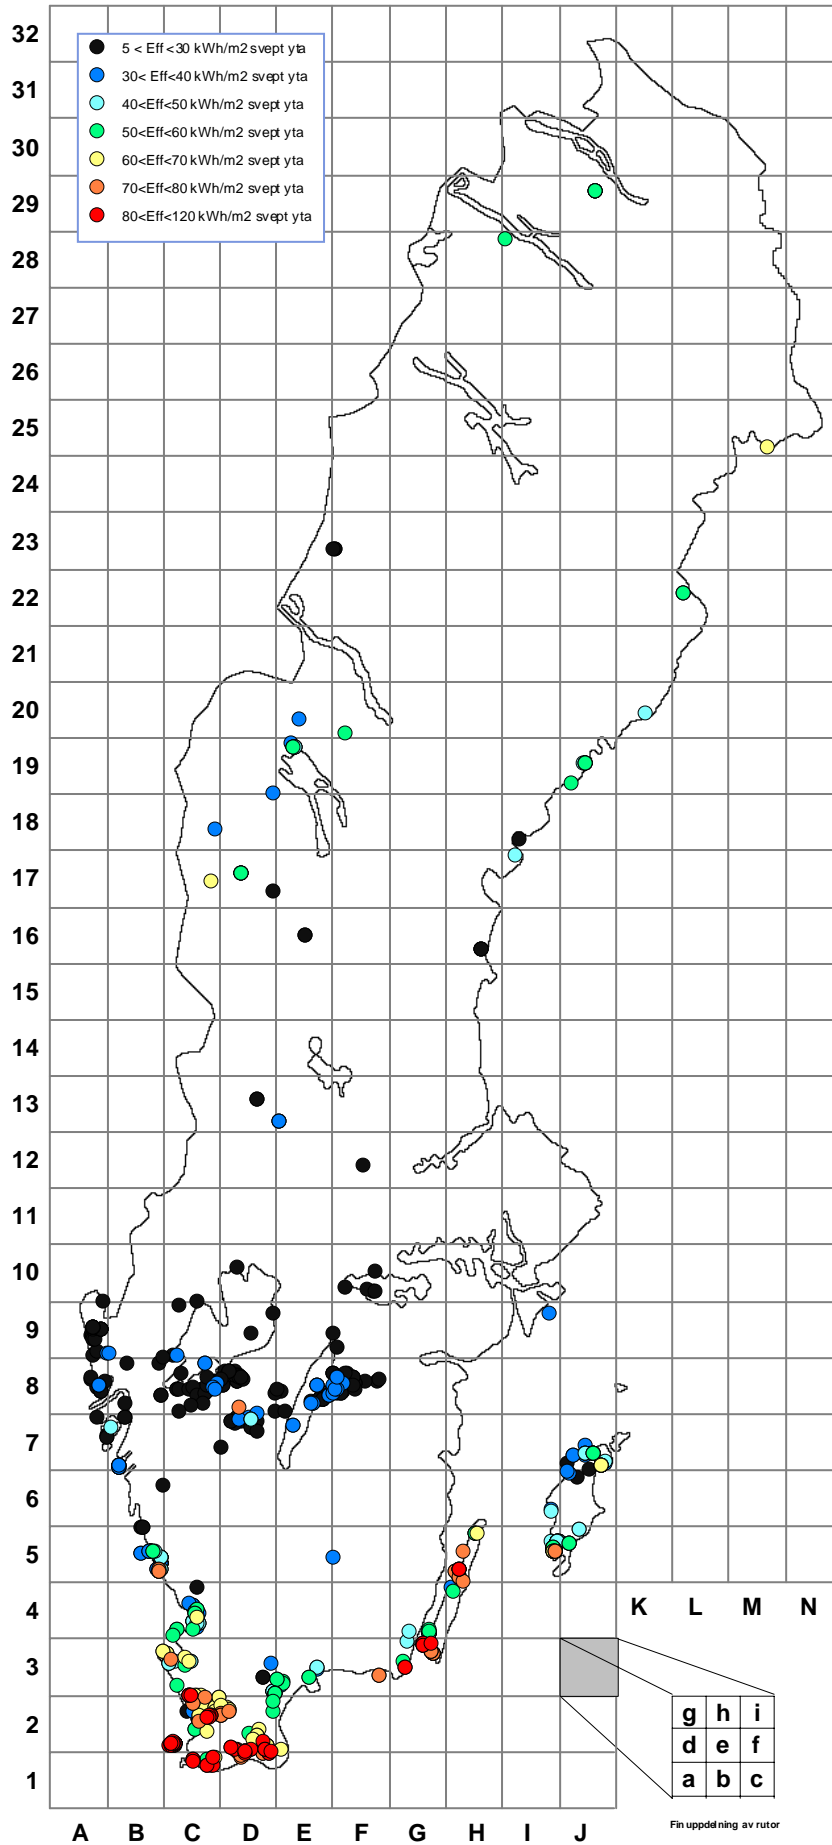 32
5 < Eff <30 kWh/m2 svept yta
30< Eff<40 kWh/m2 svept yta
31
40<Eff<50 kWh/m2 svept yta
50<Eff<60 kWh/m2 svept yta
30
60<Eff<70 kWh/m2 svept yta
70<Eff<80 kWh/m2 svept yta
29
80<Eff<120 kWh/m2 svept yta
28
27
26
25
24
23
22
21
20
19
18
17
16
15
14
13
12
11
10
9
8
7
6
5
4
K L M N
3
g h i
2
d e f
1
a b c
A B C D E F G H I J
Fin uppdelning av rutor